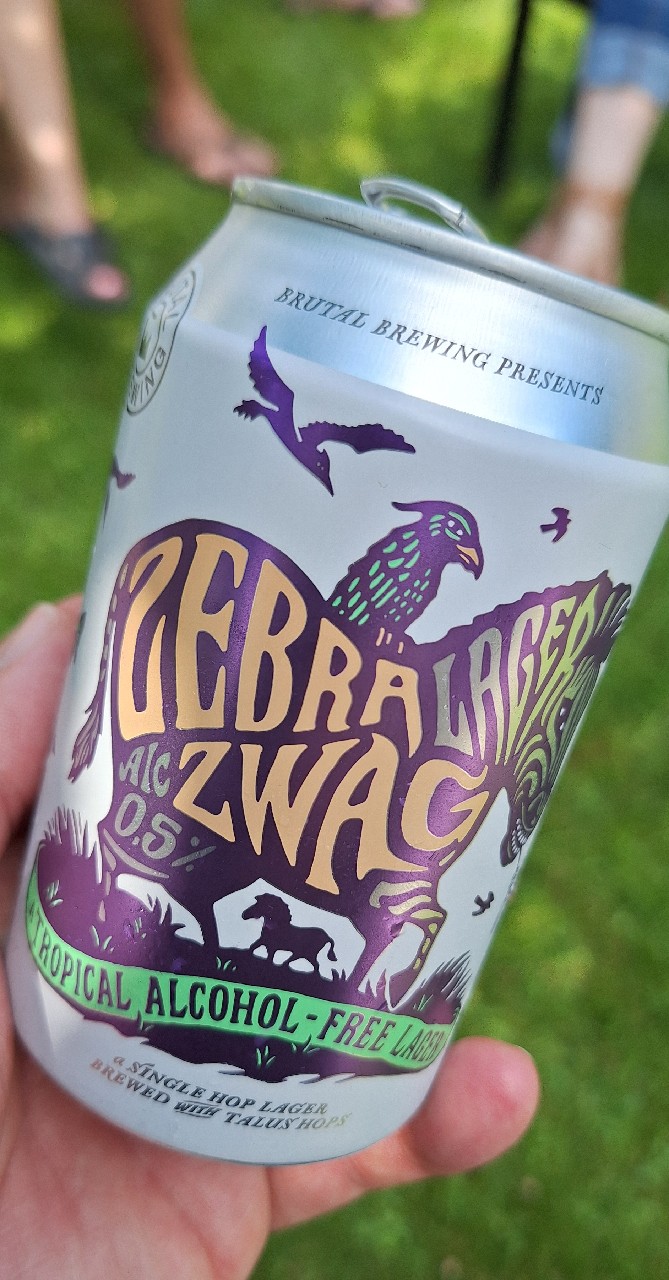 BRUTAL BREWING PRESENTS
ZEBRA
LAGER
ZWAG
Alc
0,5%
TROPICAL ALCOHOL-FREE LAGER
a SINGLE HOP LAGER
BREWED WITH TALUS HOPS